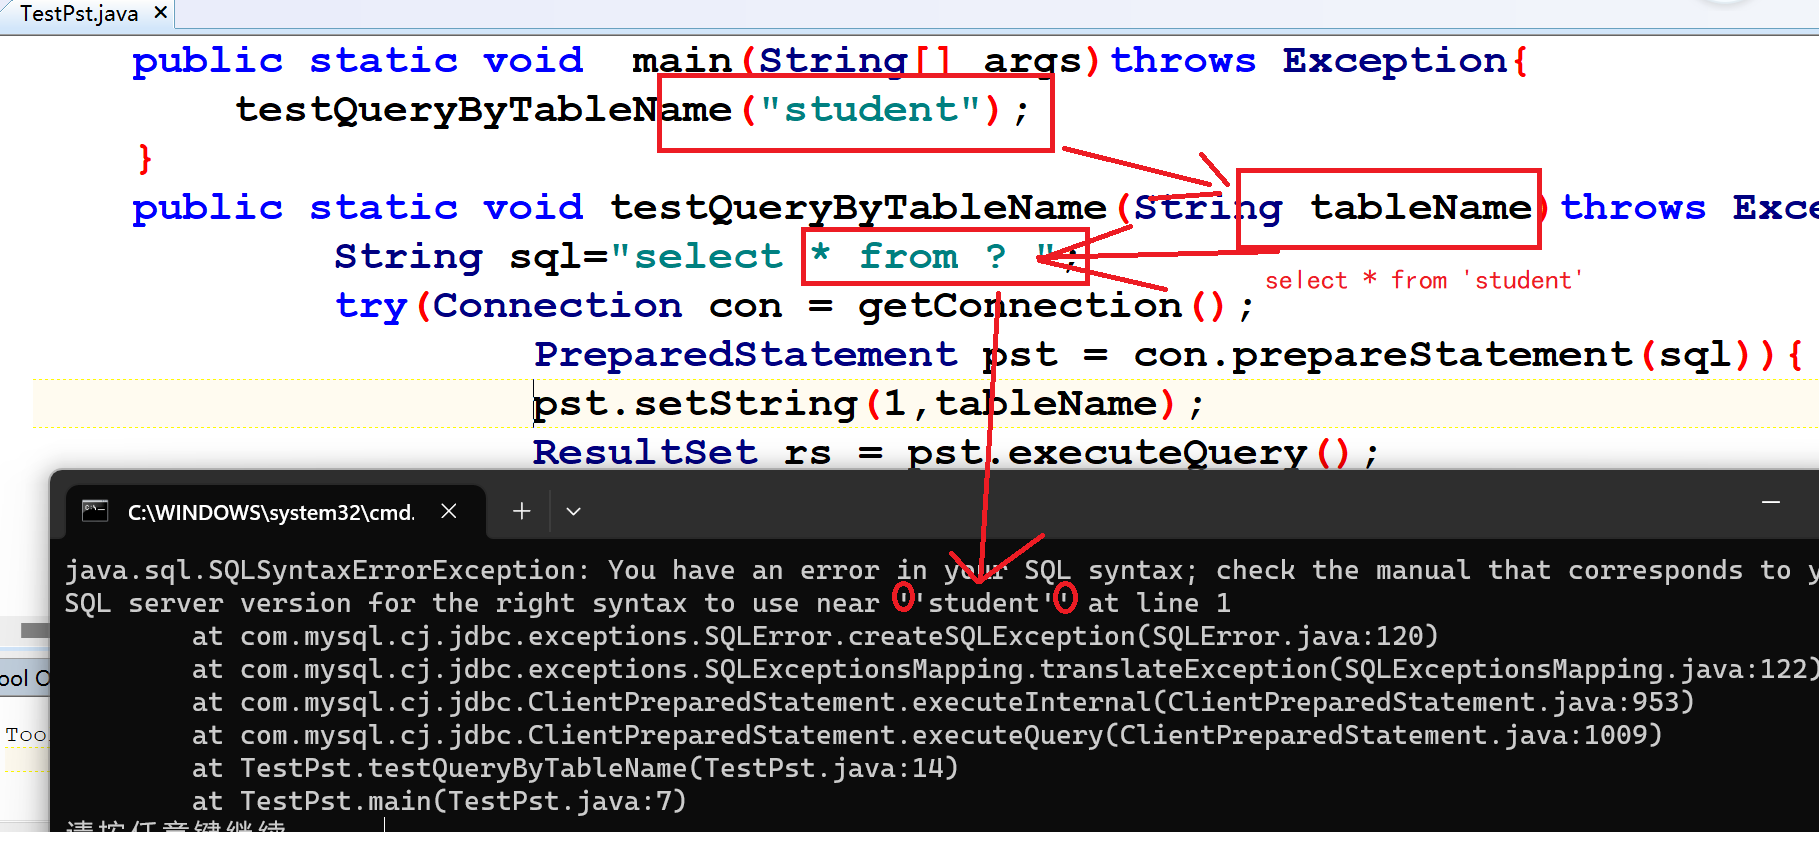 TestPst.java ×
public static void main(String[] args)throws Exception{
testQueryByTableName("student");
}
public static void testQueryByTableName(String tableName)throws Exce
String sql="select * from ? ";
select * from 'student'
try(Connection con = getConnection();
PreparedStatement pst = con.prepareStatement(sql)){
pst.setString(1,tableName);
ResultSet rs = pst.executeQuery();
C:\WINDOWS\system32\cmd.
java.sql.SQLSyntaxErrorException: You have an error in your SQL syntax; check the manual that corresponds to y
SQL server version for the right syntax to use near ''student'' at line 1
at com.mysql.cj.jdbc.exceptions.SQLError.createSQLException(SQLError.java:120)
at com.mysql.cj.jdbc.exceptions.SQLExceptionsMapping.translateException(SQLExceptionsMapping.java:122)
at com.mysql.cj.jdbc.ClientPreparedStatement.executeInternal(ClientPreparedStatement.java:953)
at com.mysql.cj.jdbc.ClientPreparedStatement.executeQuery(ClientPreparedStatement.java:1009)
at TestPst.testQueryByTableName(TestPst.java:14)
at TestPst.main(TestPst.java:7)
ool O
Too
请按任意键继续